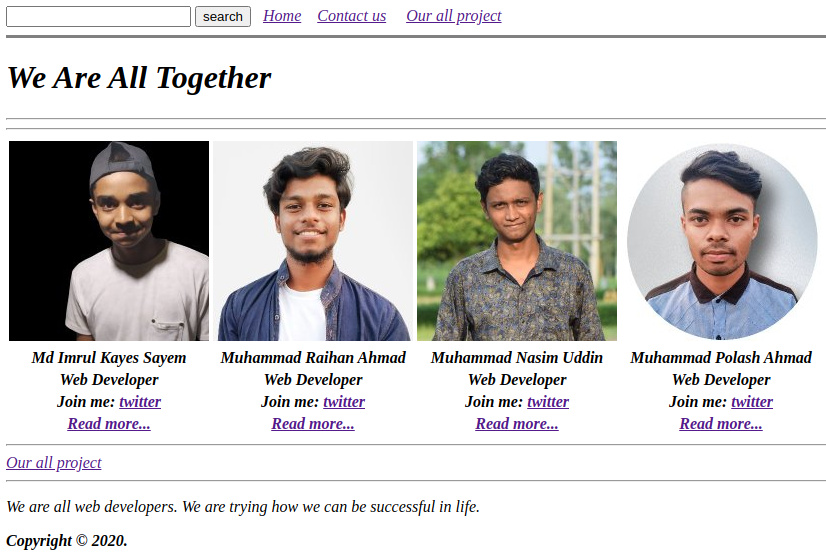 search Home Contact us Our all project
We Are All Together
Md Imrul Kayes Sayem Muhammad Raihan Ahmad Muhammad Nasim Uddin Muhammad Polash Ahmad
Web Developer Web Developer Web Developer Web Developer
Join me: twitter Join me: twitter Join me: twitter Join me: twitter
Read more... Read more... Read more... Read more...
Our all project
We are all web developers. We are trying how we can be successful in life.
Copyright © 2020.